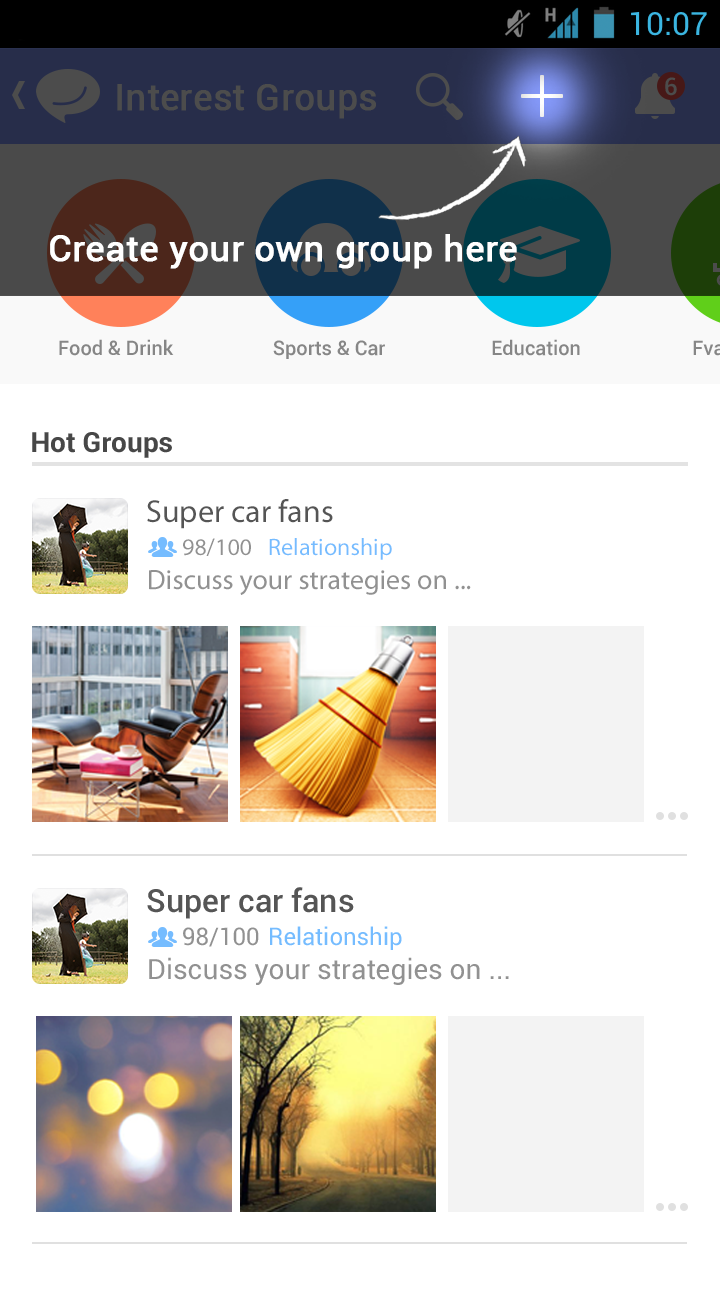 H
10:07
Interest Groups
6
Create your own group here
Food & Drink
Sports & Car
Education
Hot Groups
Super car fans
98/100 Relationship
Discuss your strategies on ...
Super car fans
98/100 Relationship
Discuss your strategies on ...